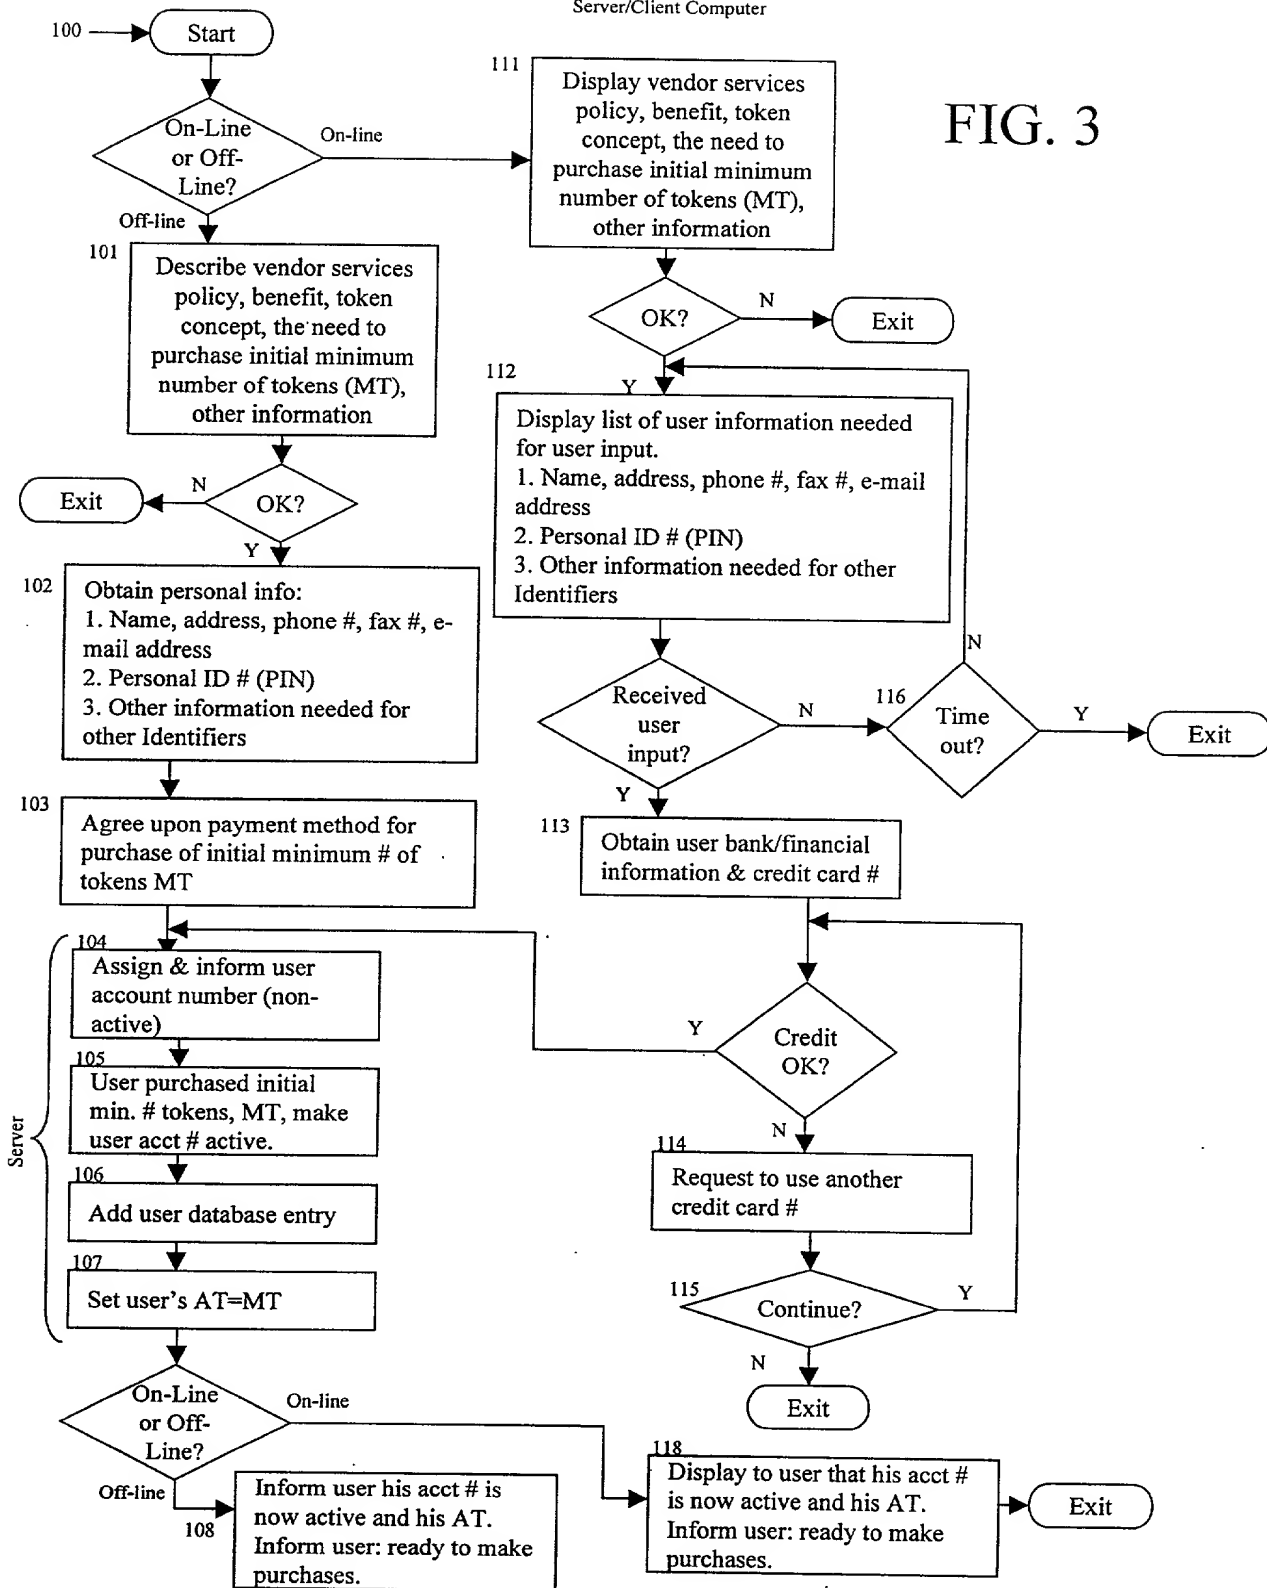 Server/Client Computer
100
Start
On-Line
or Off-
Line?
On-line
Off-line
111
Display vendor services
policy, benefit, token
concept, the need to
purchase initial minimum
number of tokens (MT),
other information
FIG. 3
101
Describe vendor services
policy, benefit, token
concept, the need to
purchase initial minimum
number of tokens (MT),
other information
OK?
N
Exit
Y
112
Display list of user information needed
for user input.
1. Name, address, phone #, fax #, e-mail
address
2. Personal ID # (PIN)
3. Other information needed for other
Identifiers
Exit
N
OK?
Y
102
Obtain personal info:
1. Name, address, phone #, fax #, e-
mail address
2. Personal ID # (PIN)
3. Other information needed for
other Identifiers
Received
user
input?
N
116
Time
out?
N
Y
Exit
Y
103
Agree upon payment method for
purchase of initial minimum # of
tokens MT
113
Obtain user bank/financial
information & credit card #
Server
104
Assign & inform user
account number (non-
active)
Y
Credit
OK?
N
105
User purchased initial
min. # tokens, MT, make
user acct # active.
114
Request to use another
credit card #
106
Add user database entry
107
Set user's AT=MT
115
Continue?
Y
N
Exit
On-Line
or Off-
Line?
On-line
Off-line
108
Inform user his acct # is
now active and his AT.
Inform user: ready to make
purchases.
118
Display to user that his acct #
is now active and his AT.
Inform user: ready to make
purchases.
Exit